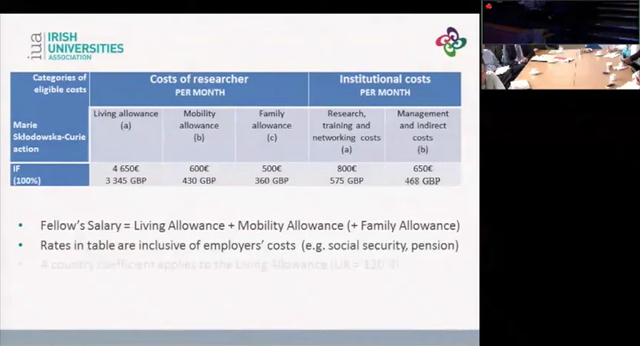 iua
IRISH
UNIVERSITIES
ASSOCIATION
Categories of
eligible costs
Costs of researcher
PER MONTH
Institutional costs
PER MONTH
Marie
Skłodowska-Curie
action
Living allowance
(a)
Mobility
allowance
(b)
Family
allowance
(c)
Research,
training and
networking costs
(a)
Management
and indirect
costs
(b)
IF
(100%)
4 650€
3 345 GBP
600€
430 GBP
500€
360 GBP
800€
575 GBP
650€
468 GBP
• Fellow's Salary = Living Allowance + Mobility Allowance (+ Family Allowance)
• Rates in table are inclusive of employers' costs (e.g. social security, pension)
• A country coefficient applies to the Living Allowance (UK =